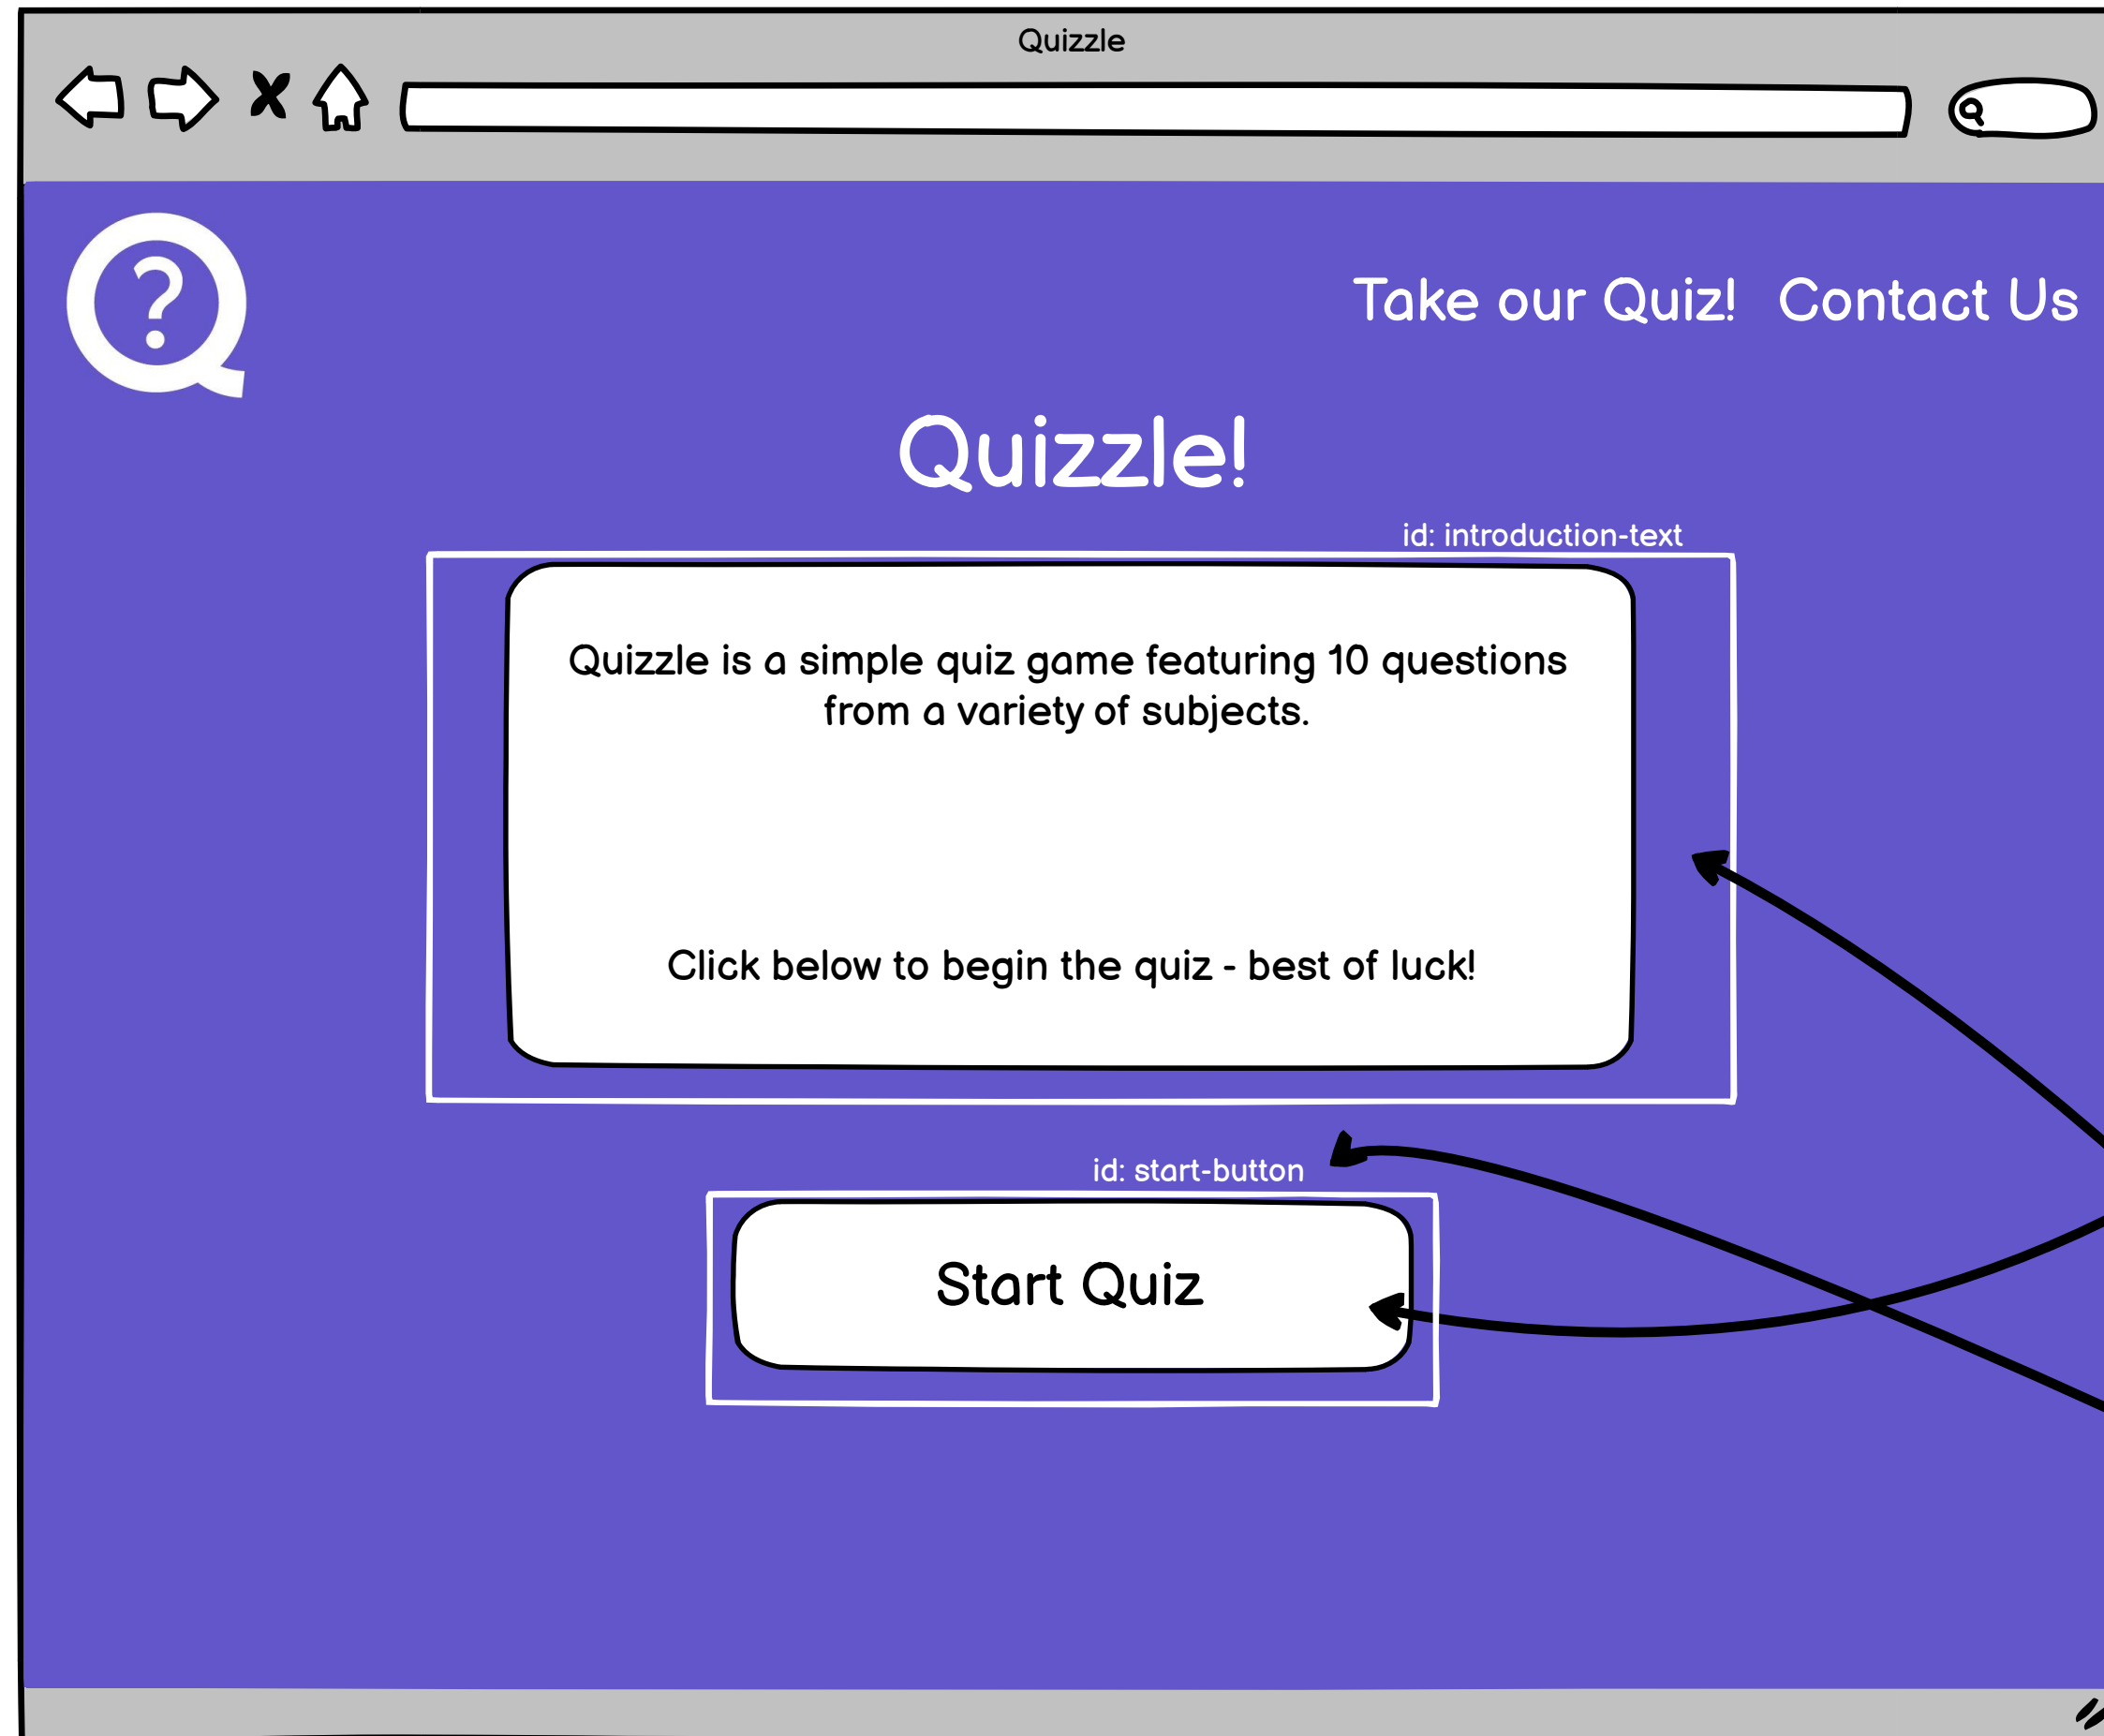 Quizzle
Q?
Take our Quiz! Contact Us
Quizzle!
id: introduction-text
Quizzle is a simple quiz game featuring 10 questions
from a variety of subjects.
Click below to begin the quiz - best of luck!
id: start-button
Start Quiz